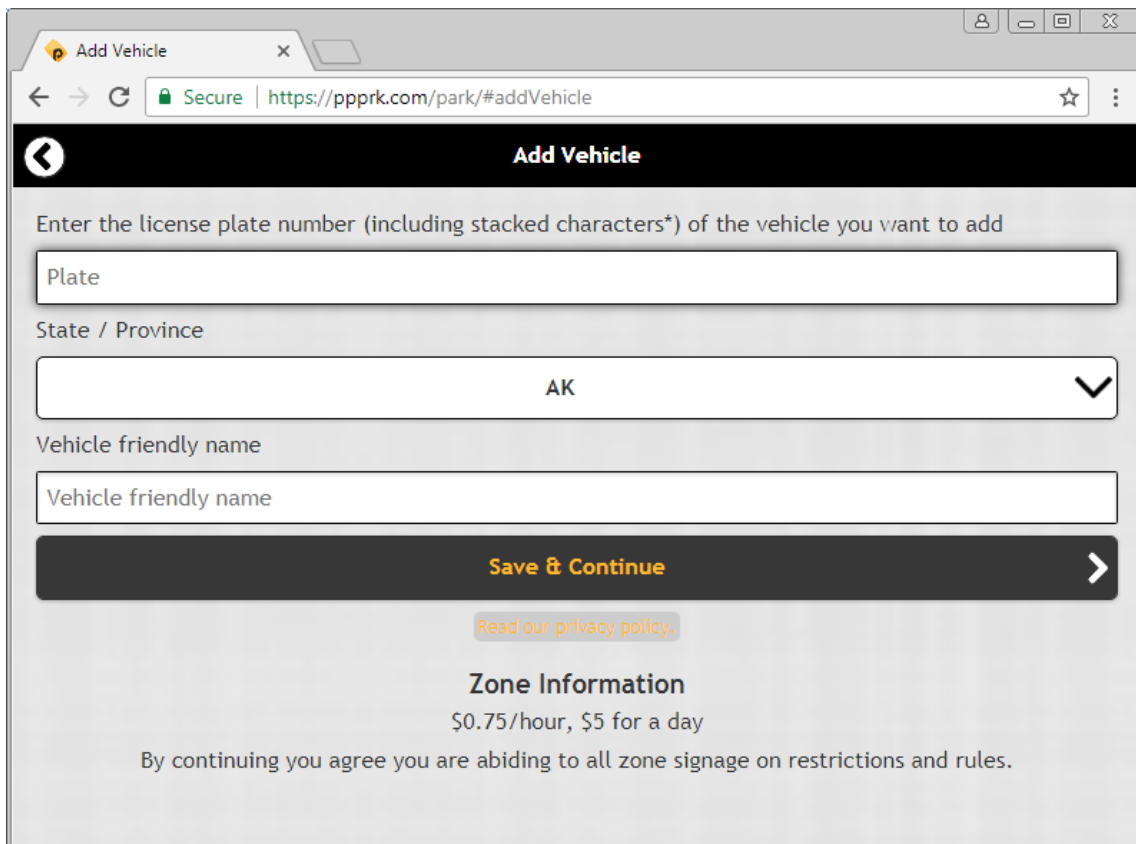 Add Vehicle
Secure https://ppprk.com/park/#addVehicle
Add Vehicle
Enter the license plate number (including stacked characters*) of the vehicle you want to add
Plate
State / Province
AK
Vehicle friendly name
Vehicle friendly name
Save & Continue
Read our privacy policy.
Zone Information
$0.75/hour, $5 for a day
By continuing you agree you are abiding to all zone signage on restrictions and rules.